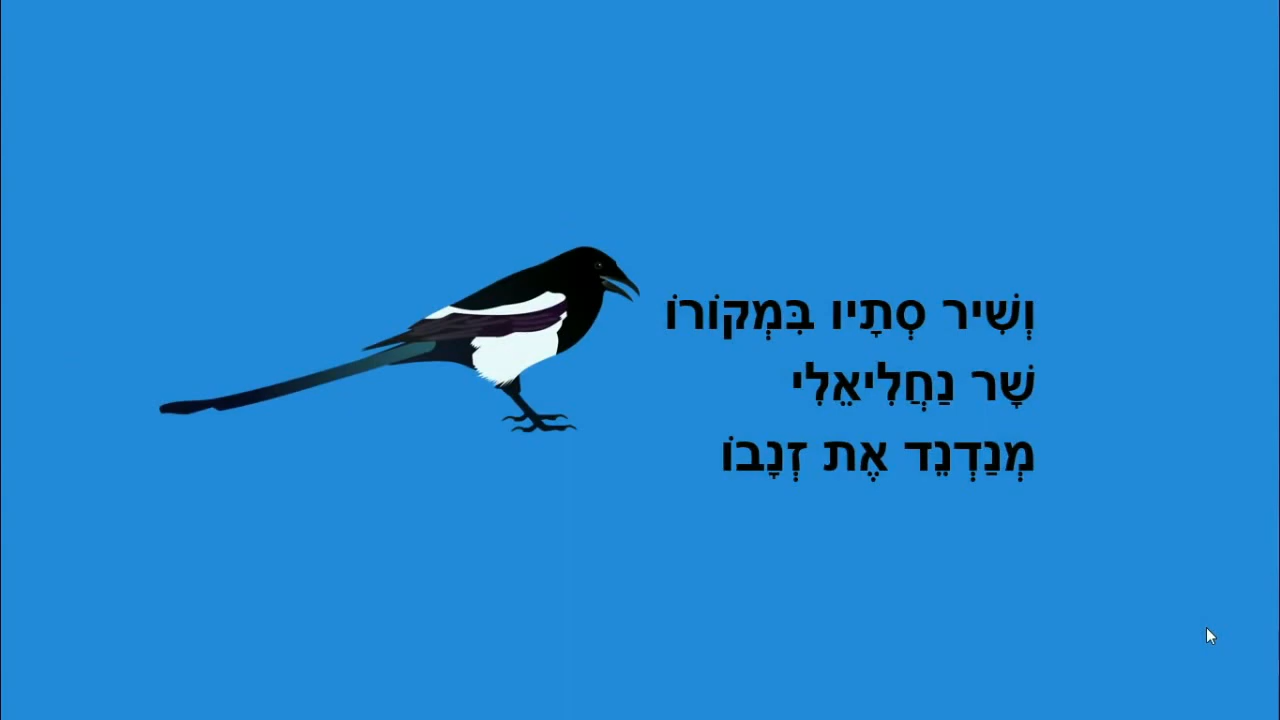 וְשִׁיר סְתָיו בִּמְקוֹרוֹ
שָׁר נַחֲלִיאֵלִי
מְנַדְנֵד אֶת זְנָבוֹ